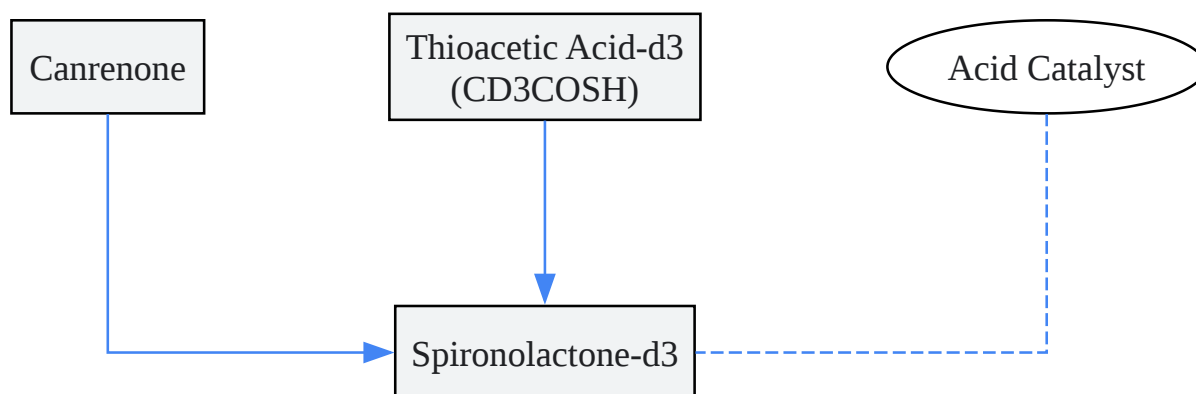 Canrenone
Thioacetic Acid-d3
(CD3COSH)
Acid Catalyst
Spironolactone-d3